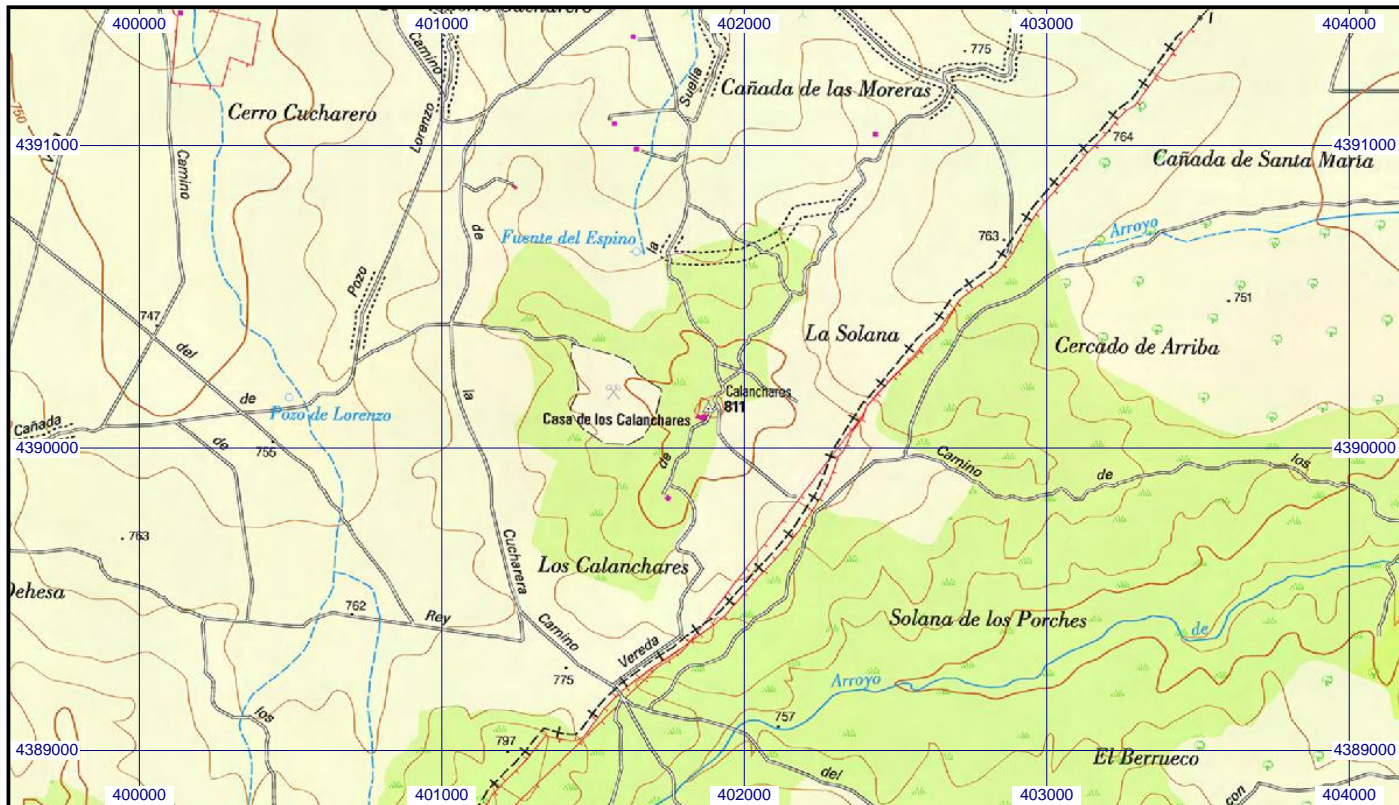 400000
401000
402000
403000
404000
Camino
775
Suelía
Cañada de las Moreras
750
Cerro Cucharero
Lorenzo
764
4391000
4391000
Camino
Cañada de Santa María
de
Fuente del Espino
la
763
Arroyo
Pozo
751
747
del
La Solana
Cercado de Arriba
Calanchares
811
de
Pozo de Lorenzo
Casa de los Calanchares
Cañada
la
de
755
4390000
4390000
de
Camino
de
los
763
Cucharera
Los Calanchares
Dehesa
762
Rey
Camino
Vereda
Solana de los Porches
de
775
Arroyo
los
757
797
4389000
4389000
El Berrueco
del
con
400000
401000
402000
403000
404000